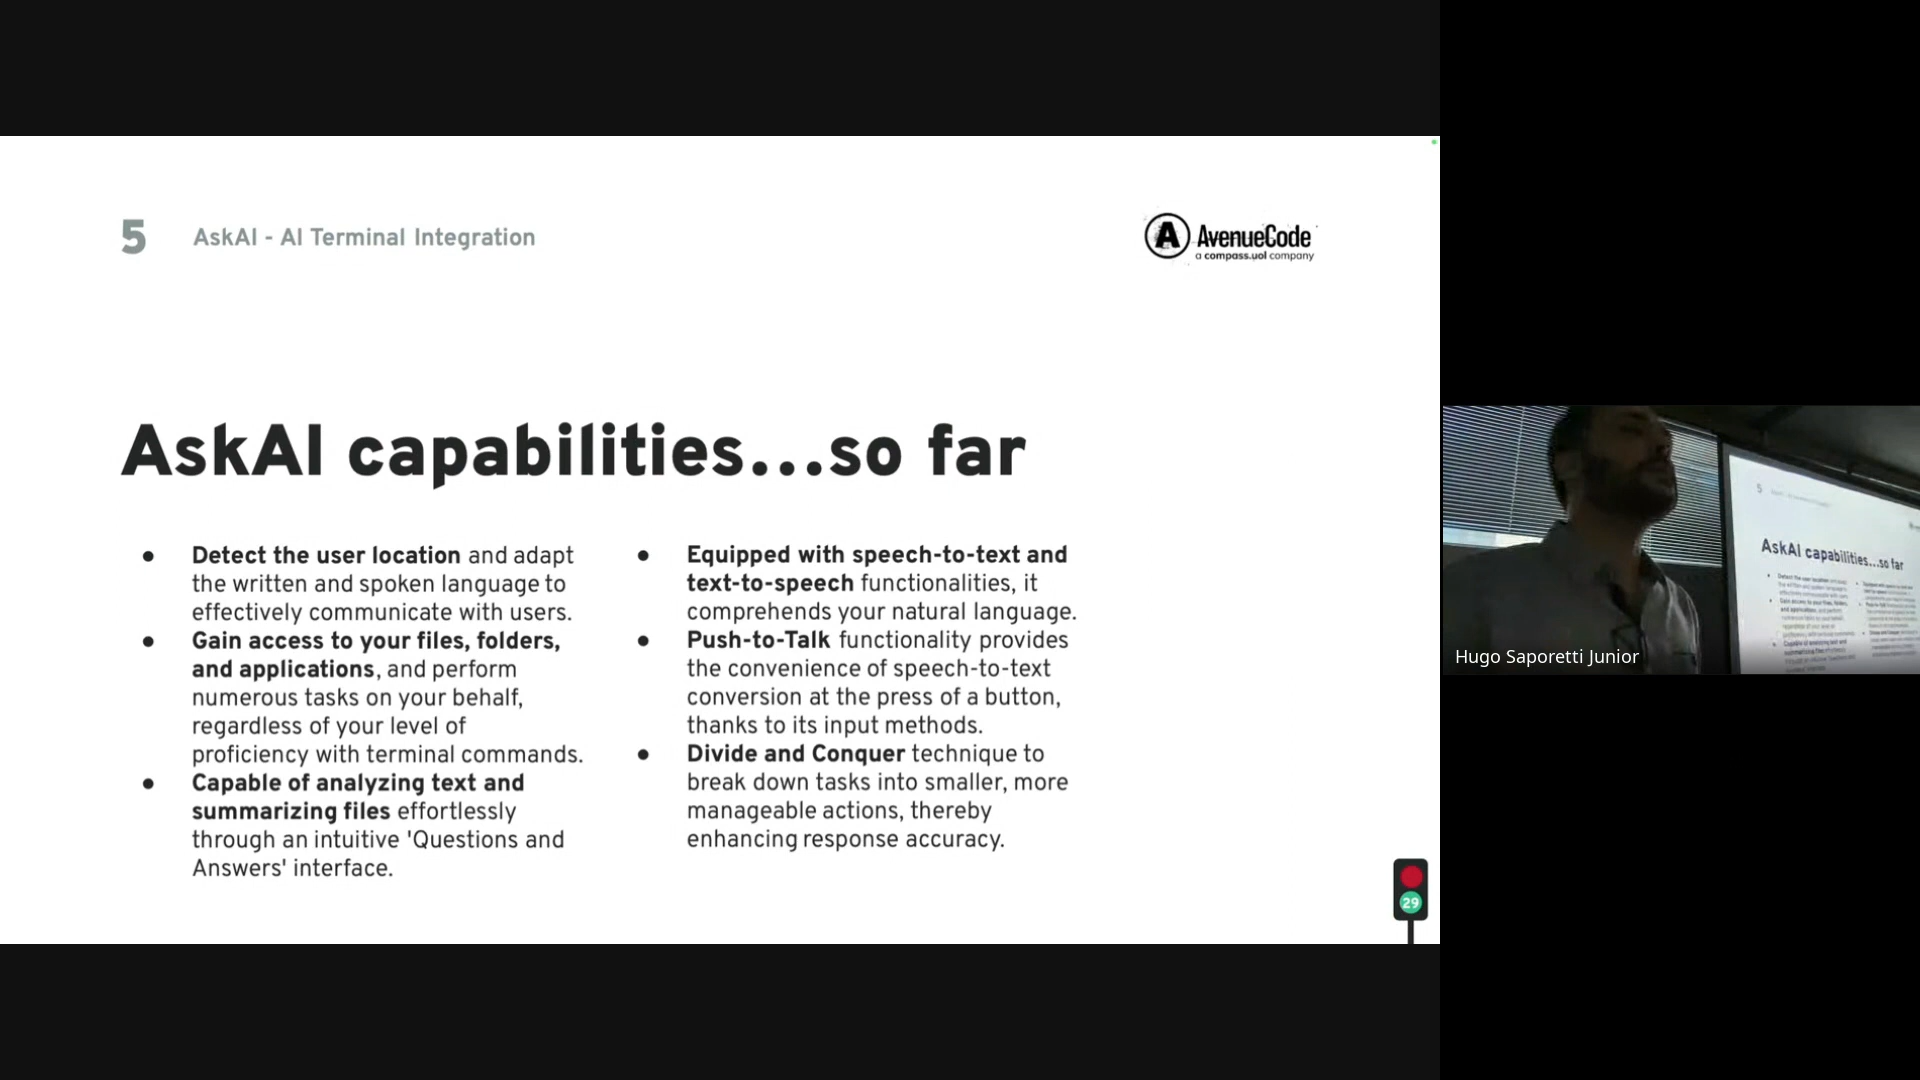 5 AskAI - AI Terminal Integration
A AvenueCode
a compass.uol company
AskAI capabilities...so far
● Detect the user location and adapt
the written and spoken language to
effectively communicate with users.
● Gain access to your files, folders,
and applications, and perform
numerous tasks on your behalf,
regardless of your level of
proficiency with terminal commands.
● Capable of analyzing text and
summarizing files effortlessly
through an intuitive 'Questions and
Answers' interface.
● Equipped with speech-to-text and
text-to-speech functionalities, it
comprehends your natural language.
● Push-to-Talk functionality provides
the convenience of speech-to-text
conversion at the press of a button,
thanks to its input methods.
● Divide and Conquer technique to
break down tasks into smaller, more
manageable actions, thereby
enhancing response accuracy.
29
5
AskAI capabilities...so far
Hugo Saporetti Junior